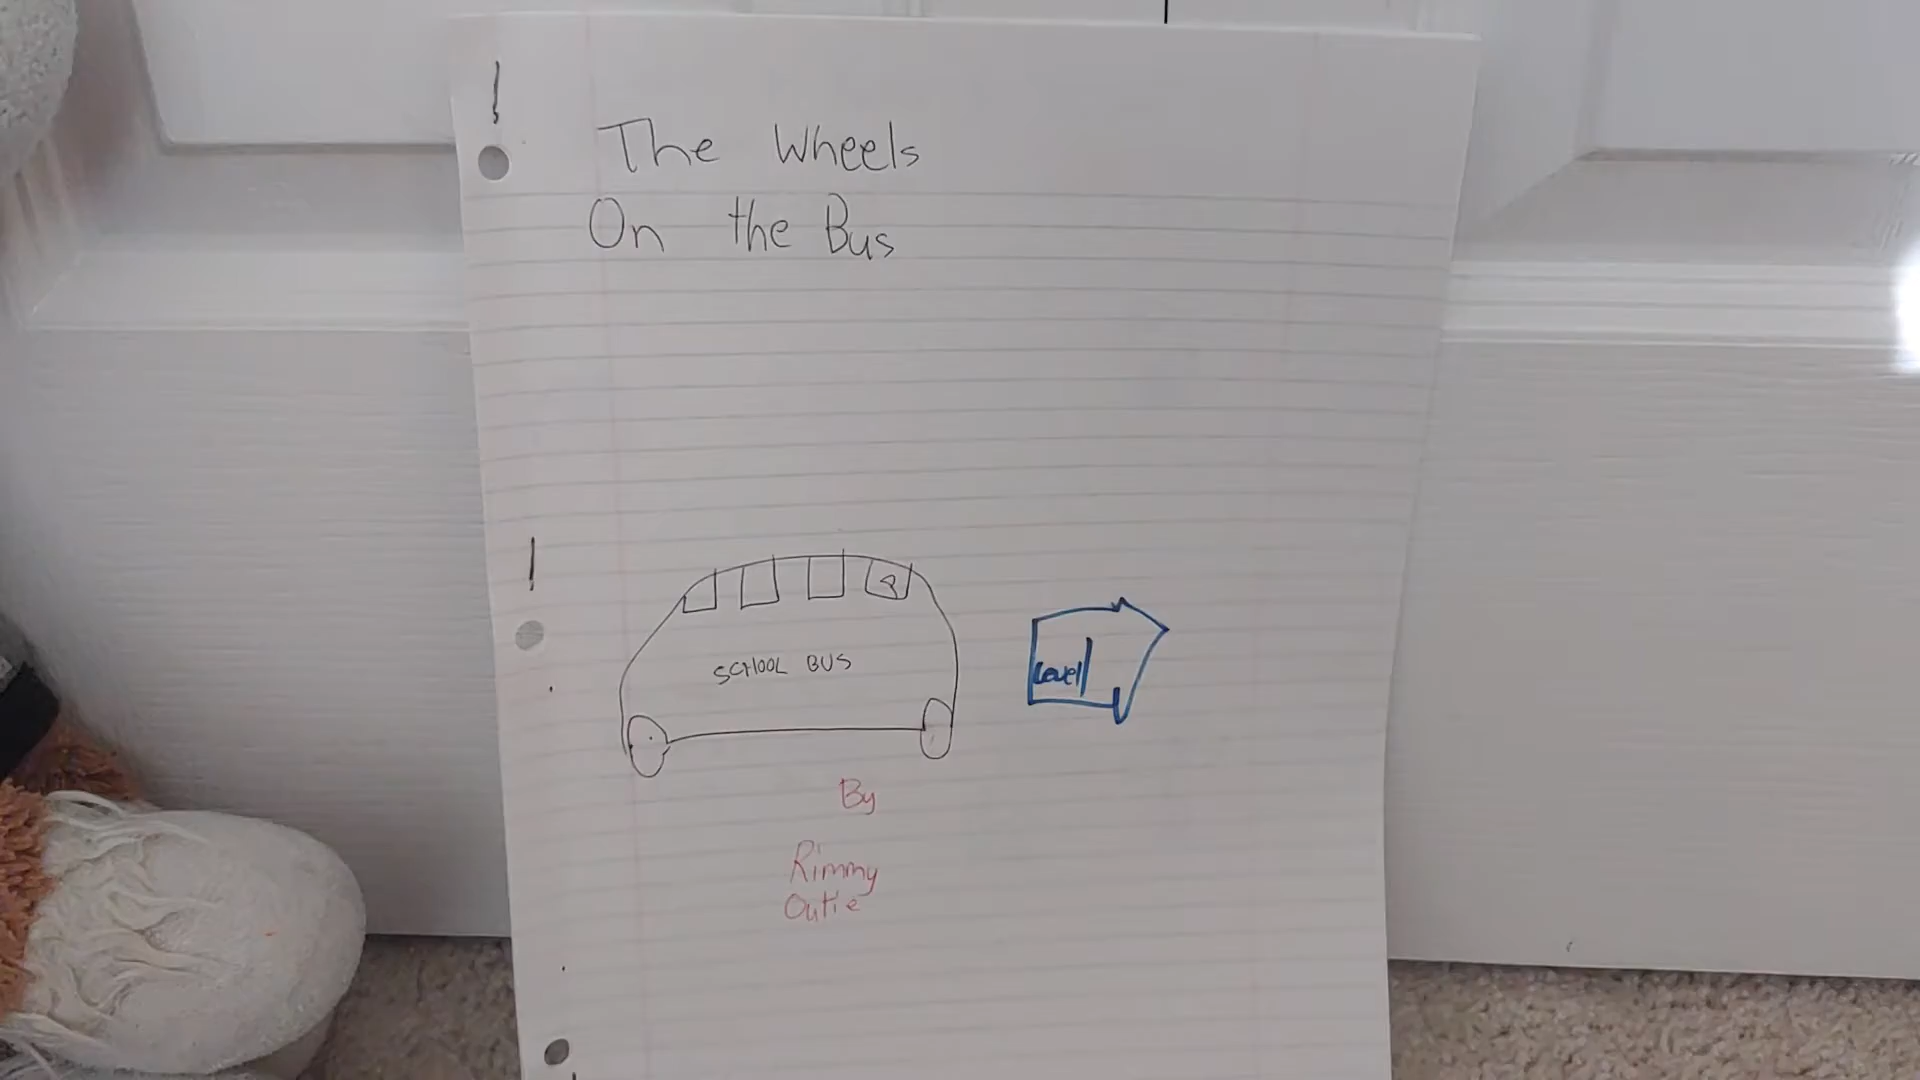 The Wheels
On the Bus
SCHOOL BUS
Level
By
Rimmy
Outie